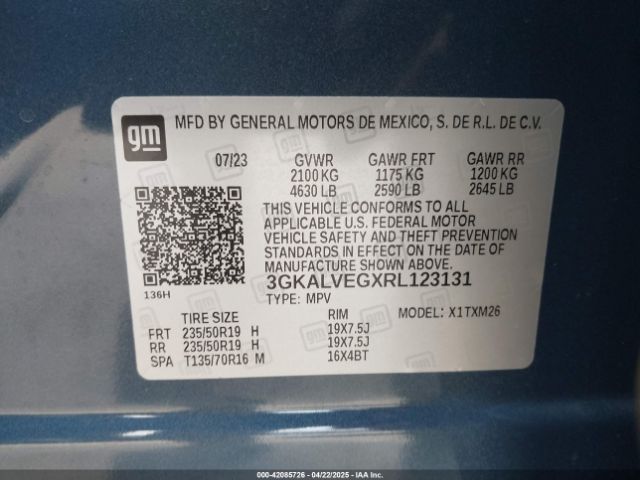 gm
MFD BY GENERAL MOTORS DE MEXICO, S. DE R.L. DE C.V.
07/23 GVWR GAWR FRT GAWR RR
2100 KG 1175 KG 1200 KG
4630 LB 2590 LB 2645 LB
THIS VEHICLE CONFORMS TO ALL
APPLICABLE U.S. FEDERAL MOTOR
VEHICLE SAFETY AND THEFT PREVENTION
STANDARDS IN EFFECT ON THE DATE OF
MANUFACTURE SHOWN ABOVE.
3GKALVEGXRL123131
136H
TYPE: MPV MODEL: X1TXM26
TIRE SIZE RIM
FRT 235/50R19 H 19X7.5J
RR 235/50R19 H 19X7.5J
SPA T135/70R16 M 16X4BT
000-42085726 - 04/22/2025 - IAAI.COM